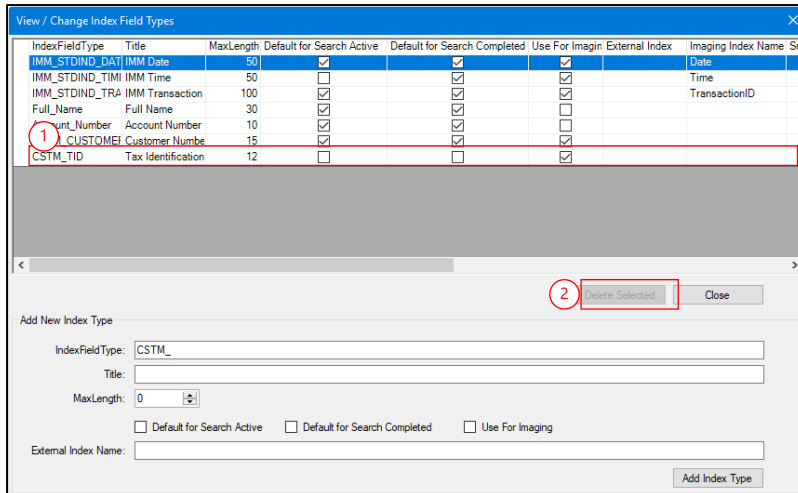 View / Change Index Field Types
IndexFieldType Title MaxLength Default for Search Active Default for Search Completed Use For Imagin External Index Imaging Index Name
IMM_STDIND_DAT IMM Date 50 Date
IMM_STDIND_TIMI IMM Time 50 Time
IMM_STDIND_TRA IMM Transaction 100 TransactionID
Full_Name Full Name 30
unt_Number Account Number 10
1
CUSTOMEF Customer Numbe 15
CSTM_TID Tax Identification 12
2 Delete Selected Close
Add New Index Type
IndexFieldType: CSTM_
Title:
MaxLength: 0
Default for Search Active Default for Search Completed Use For Imaging
External Index Name:
Add Index Type